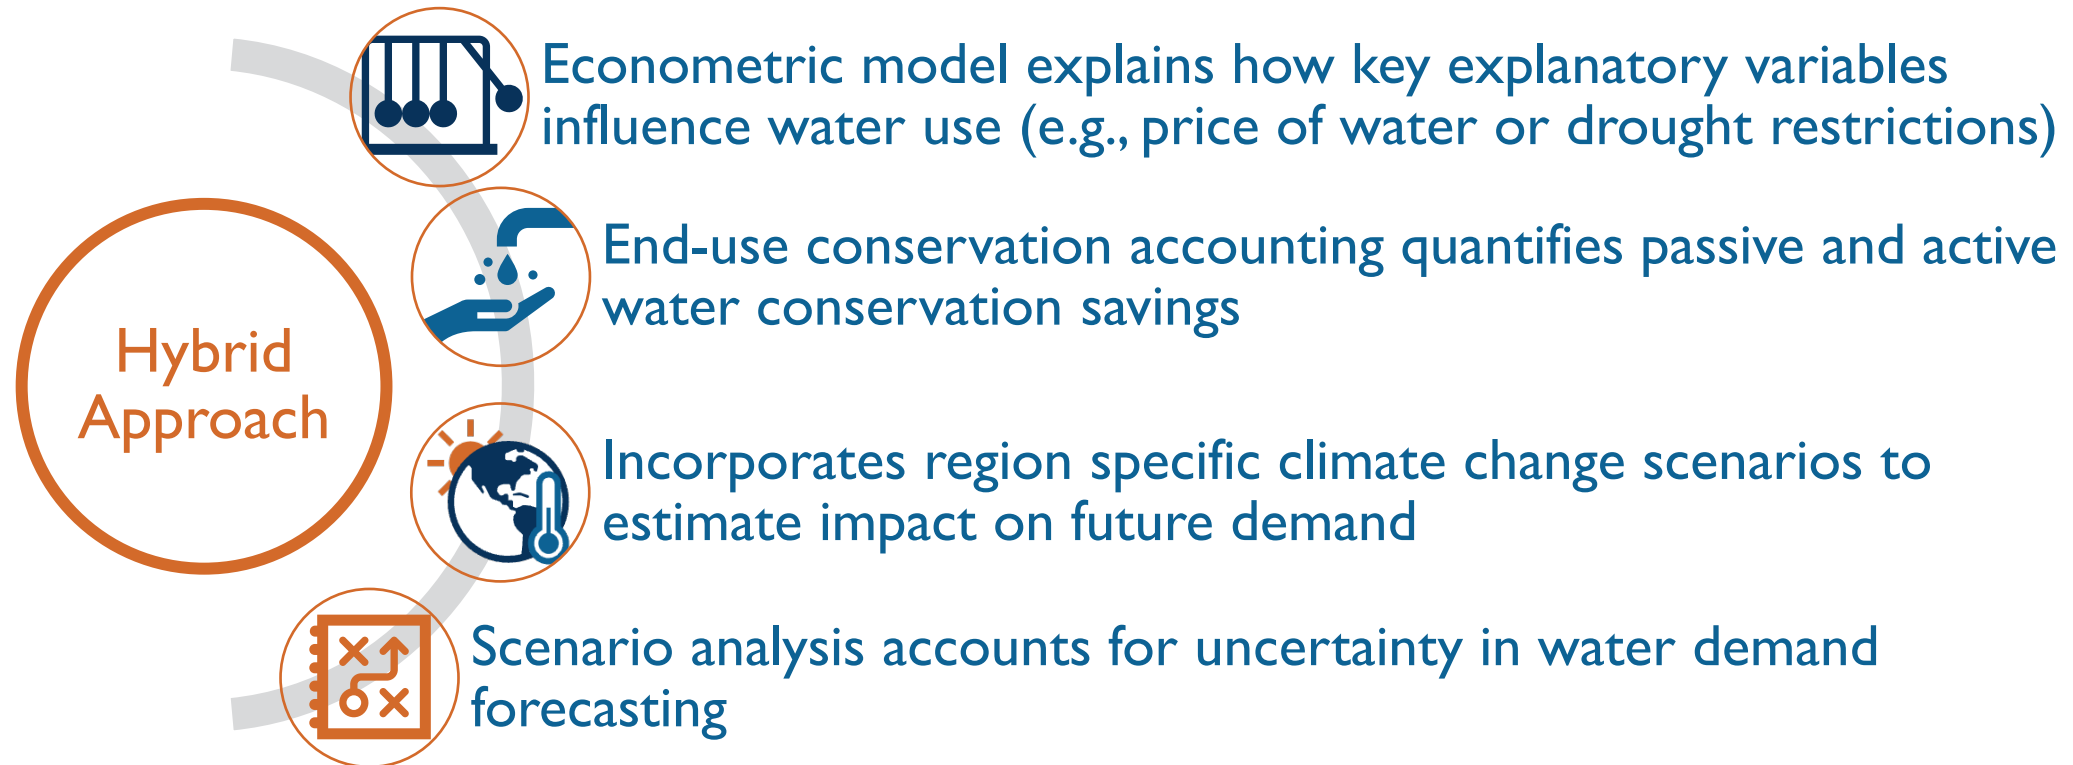 Econometric model explains how key explanatory variables
influence water use (e.g., price of water or drought restrictions)
End-use conservation accounting quantifies passive and active
water conservation savings
Hybrid
Approach
Incorporates region specific climate change scenarios to
estimate impact on future demand
Scenario analysis accounts for uncertainty in water demand
forecasting